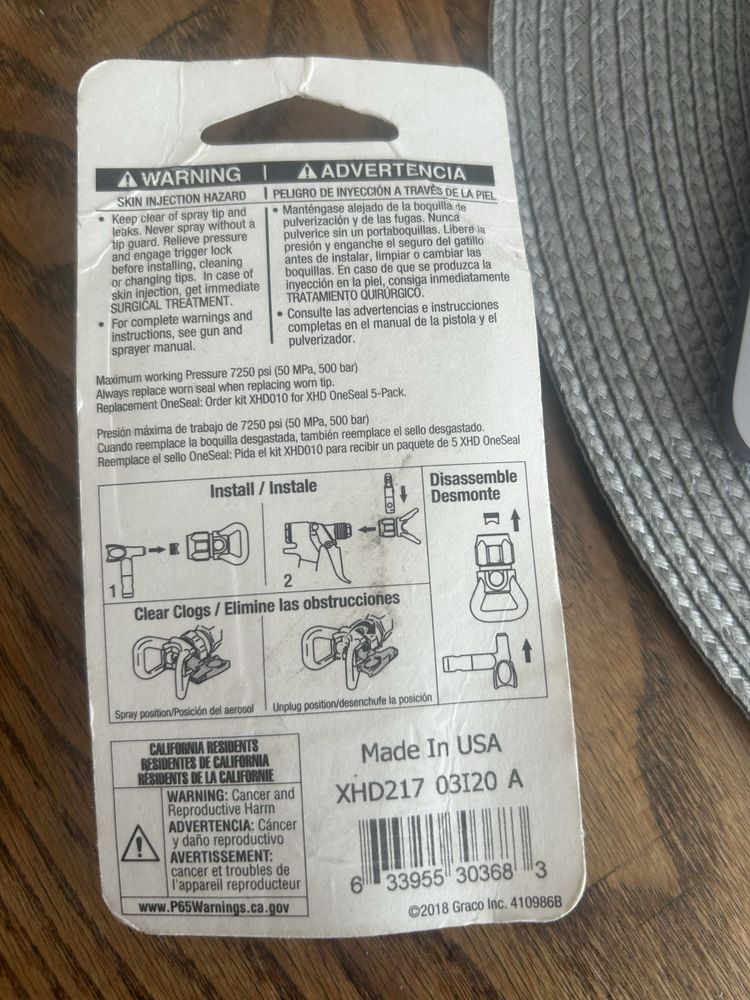 WARNING
SKIN INJECTION HAZARD
• Keep clear of spray tip and
leaks. Never spray without a
tip guard. Relieve pressure
and engage trigger lock
before installing, cleaning
or changing tips. In case of
skin injection, get immediate
SURGICAL TREATMENT.
• For complete warnings and
instructions, see gun and
sprayer manual.
ADVERTENCIA
PELIGRO DE INYECCIÓN A TRAVÉS DE LA PIEL
• Manténgase alejado de la boquilla de
pulverización y de las fugas. Nunca
pulverice sin un portaboquillas. Libere la
presión y enganche el seguro del gatillo
antes de instalar, limpiar o cambiar las
boquillas. En caso de que se produzca la
inyección en la piel, consiga inmediatamente
TRATAMIENTO QUIRÚRGICO.
• Consulte las advertencias e instrucciones
completas en el manual de la pistola y el
pulverizador.
Maximum working Pressure 7250 psi (50 MPa, 500 bar)
Always replace worn seal when replacing worn tip.
Replacement OneSeal: Order kit XHD010 for XHD OneSeal 5-Pack.
Presión máxima de trabajo de 7250 psi (50 MPa, 500 bar)
Cuando reemplace la boquilla desgastada, también reemplace el sello desgastado.
Reemplace el sello OneSeal: Pida el kit XHD010 para recibir un paquete de 5 XHD OneSeal
Install / Instale
1
2
Disassemble
Desmonte
Clear Clogs / Elimine las obstrucciones
Spray position/Posición del aerosol
Unplug position/desenchufe la posición
CALIFORNIA RESIDENTS
RESIDENTES DE CALIFORNIA
RÉSIDENTS DE LA CALIFORNIE
WARNING: Cancer and
Reproductive Harm
ADVERTENCIA: Cáncer
y daño reproductivo
AVERTISSEMENT:
cancer et troubles de
l'appareil reproducteur
www.P65Warnings.ca.gov
Made In USA
XHD217 03I20 A
6 33955 30368 3
©2018 Graco Inc. 410986B